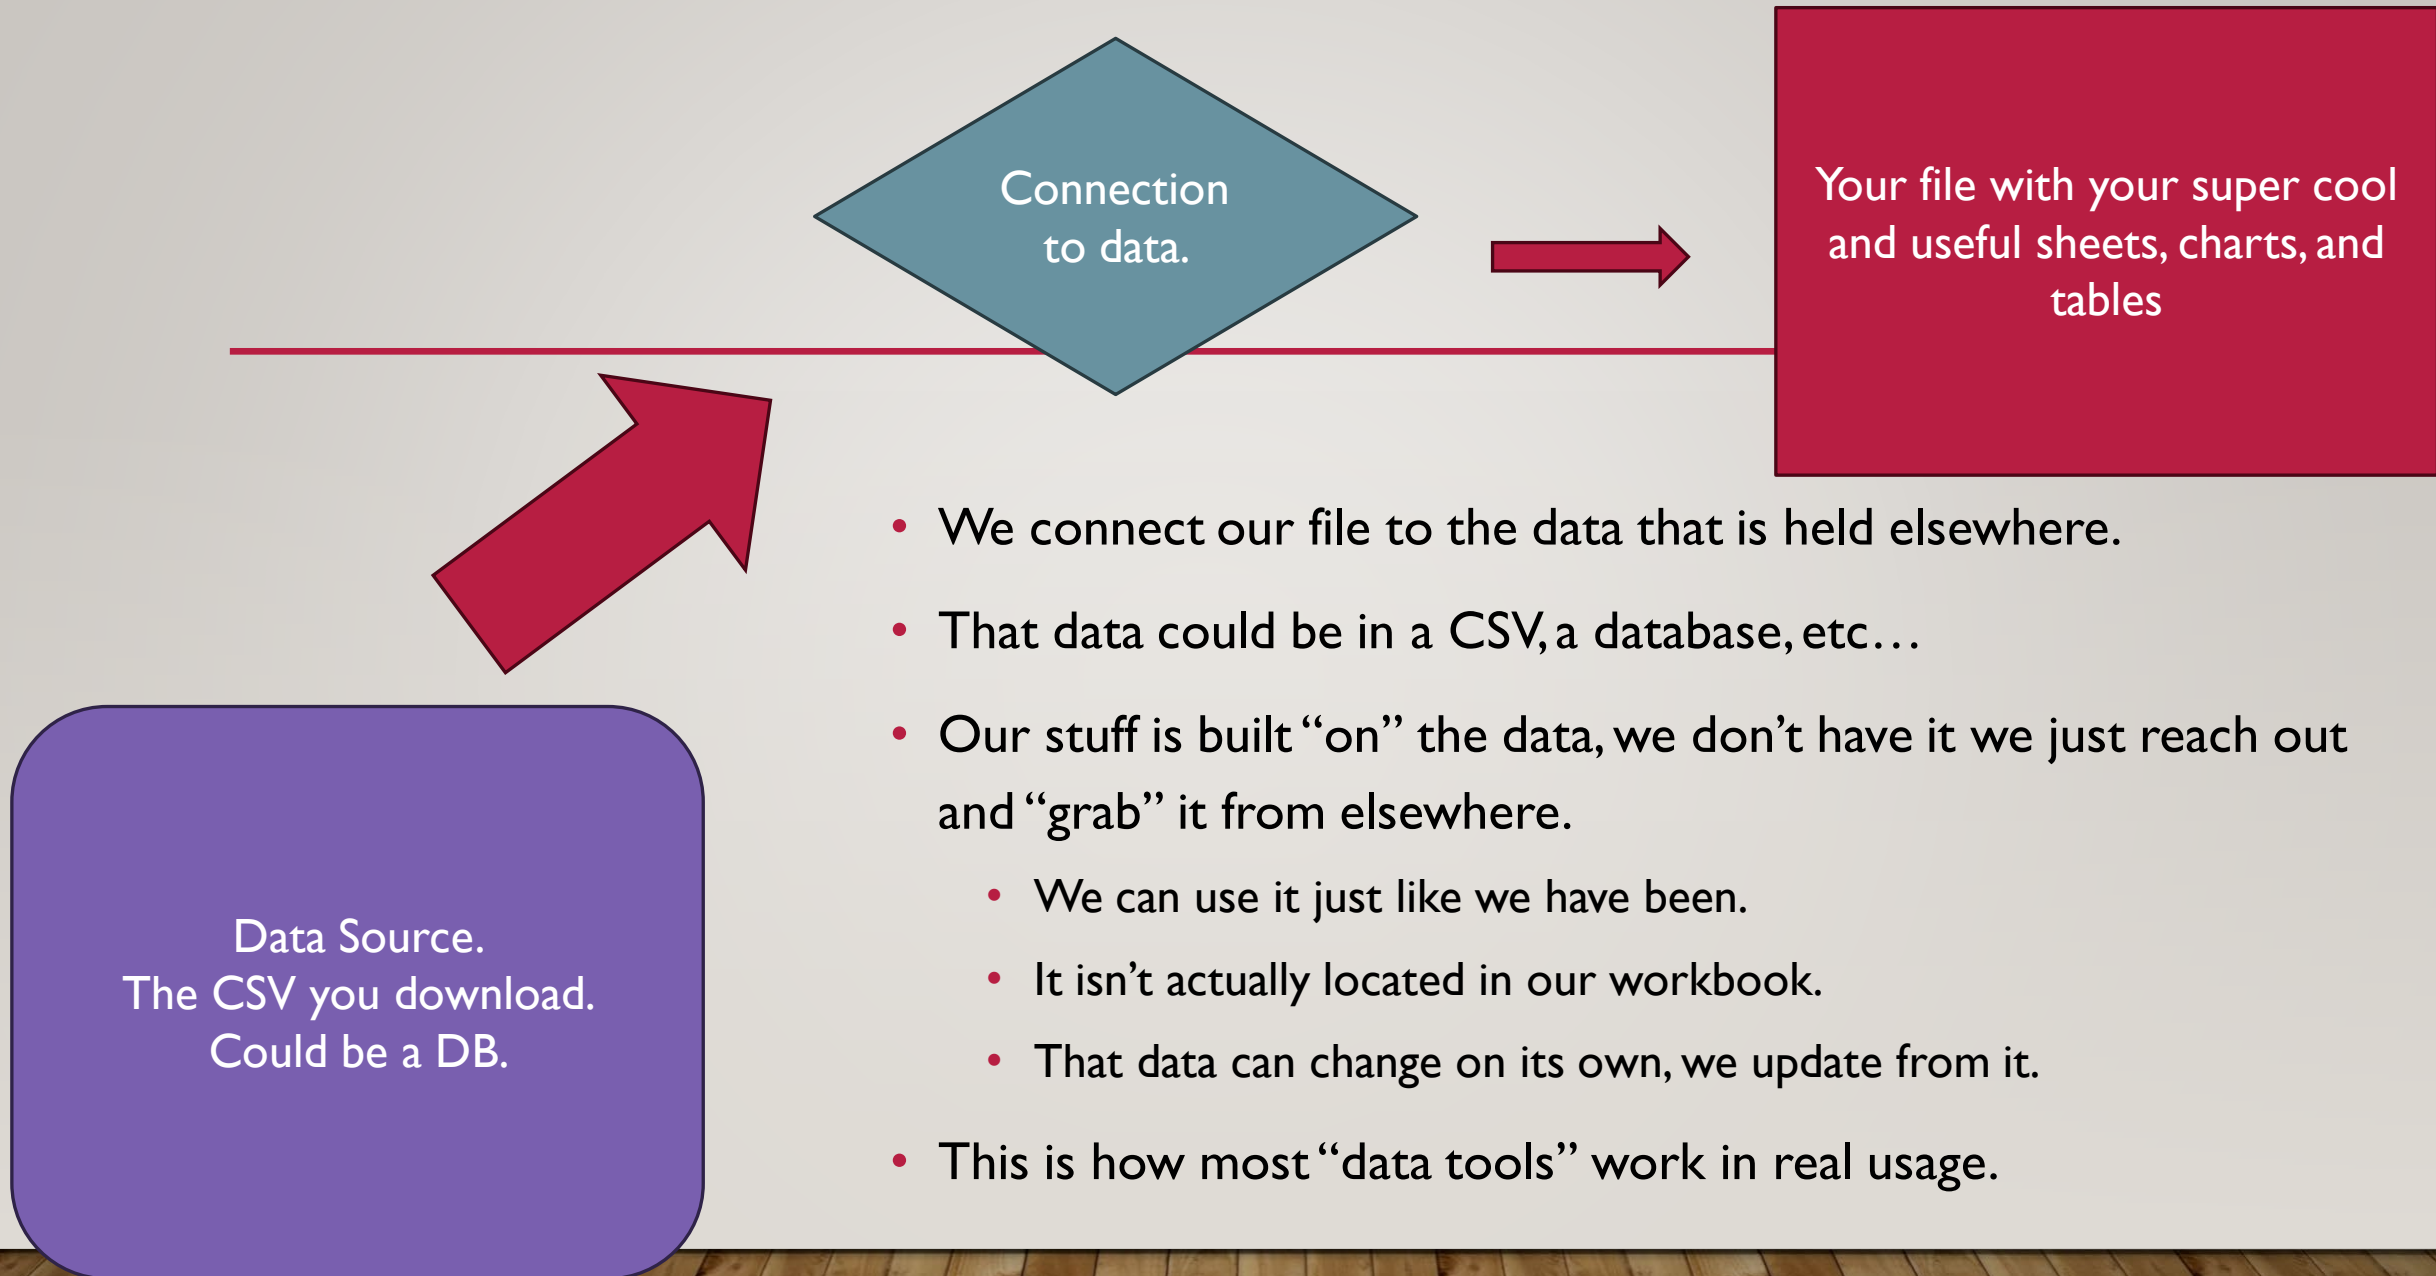 Connection
to data.
Your file with your super cool
and useful sheets, charts, and
tables
• We connect our file to the data that is held elsewhere.
• That data could be in a CSV, a database, etc…
• Our stuff is built “on” the data, we don’t have it we just reach out
and “grab” it from elsewhere.
• We can use it just like we have been.
• It isn’t actually located in our workbook.
• That data can change on its own, we update from it.
• This is how most “data tools” work in real usage.
Data Source.
The CSV you download.
Could be a DB.